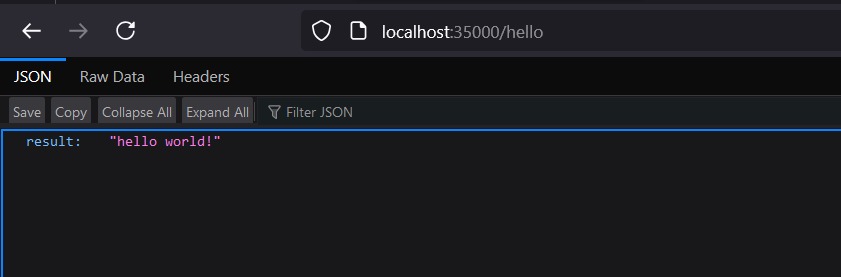 localhost:35000/hello
JSON Raw Data Headers
Save Copy Collapse All Expand All Filter JSON
result: "hello world!"